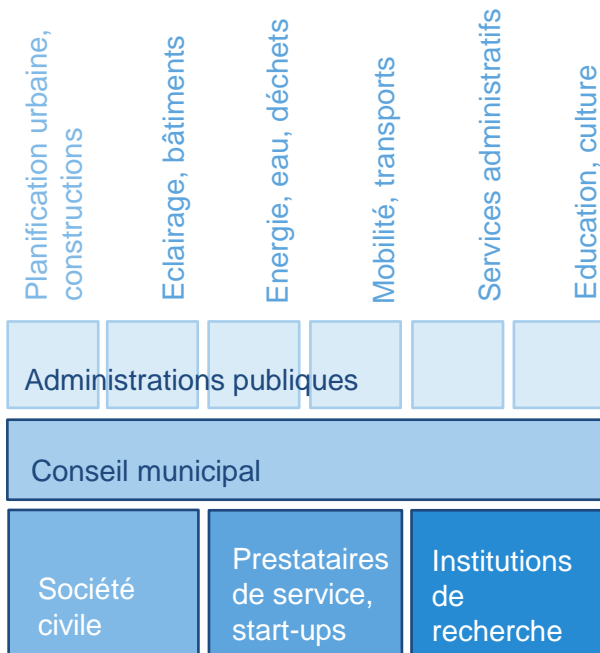 Planification urbaine,
constructions
Eclairage, bâtiments
Energie, eau, déchets
Mobilité, transports
Services administratifs
Education, culture
Administrations publiques
Conseil municipal
Société
civile
Prestataires
de service,
start-ups
Institutions
de
recherche